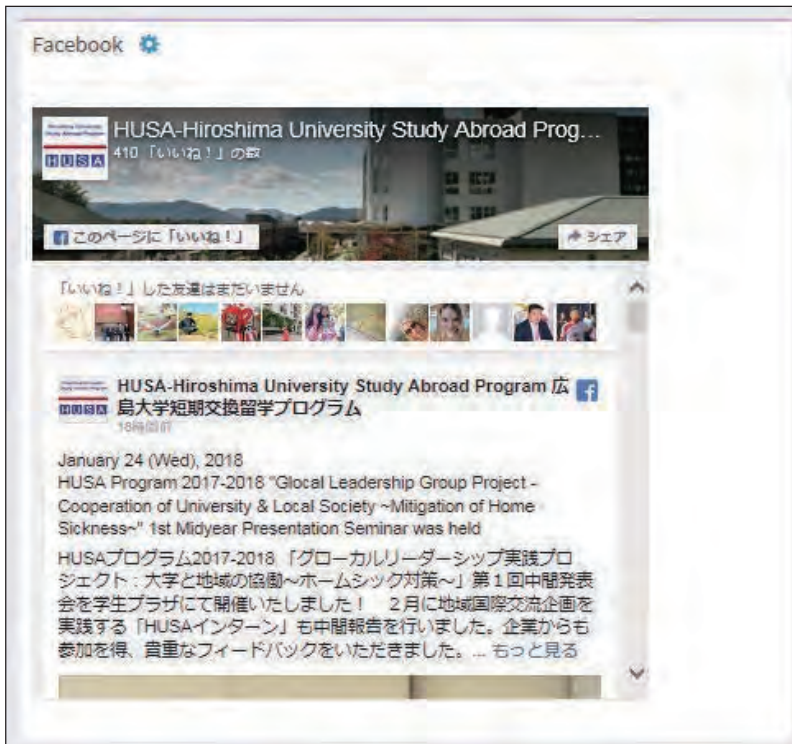 Facebook
HUSA-Hiroshima University Study Abroad Prog...
410 「いいね！」の数
HUSA
このページに「いいね！」
シェア
「いいね！」した友達はまだいません
HUSA-Hiroshima University Study Abroad Program 広
島大学短期交換留学プログラム
HUSA
18時間前
January 24 (Wed), 2018
HUSA Program 2017-2018 "Glocal Leadership Group Project -
Cooperation of University & Local Society ~Mitigation of Home
Sickness~" 1st Midyear Presentation Seminar was held
HUSAプログラム2017-2018 「グローカルリーダーシップ実践プロ
ジェクト：大学と地域の協働～ホームシック対策～」第１回中間発表
会を学生プラザにて開催いたしました！　２月に地域国際交流企画を
実践する「HUSAインターン」も中間報告を行いました。企業からも
参加を得、貴重なフィードバックをいただきました。... もっと見る